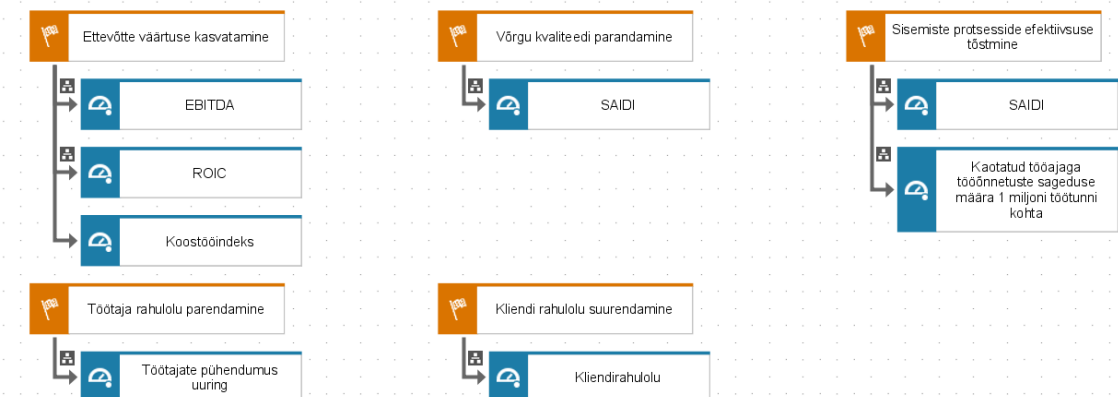 Ettevõtte väärtuse kasvatamine
EBITDA
ROIC
Koostööindeks
Võrgu kvaliteedi parandamine
SAIDI
Sisemiste protsesside efektiivsuse
tõstmine
SAIDI
Kaotatud tööajaga
tööõnnetuste sageduse
määra 1 miljoni töötunni
kohta
Töötaja rahulolu parendamine
Töötajate pühendumus
uuring
Kliendi rahulolu suurendamine
Kliendirahulolu